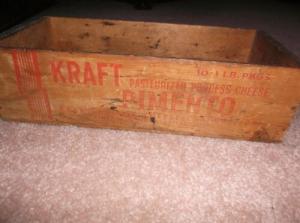 KRAFT
10-1 LB. PKGS.
PASTEURIZED PROCESS CHEESE
PIMENTO